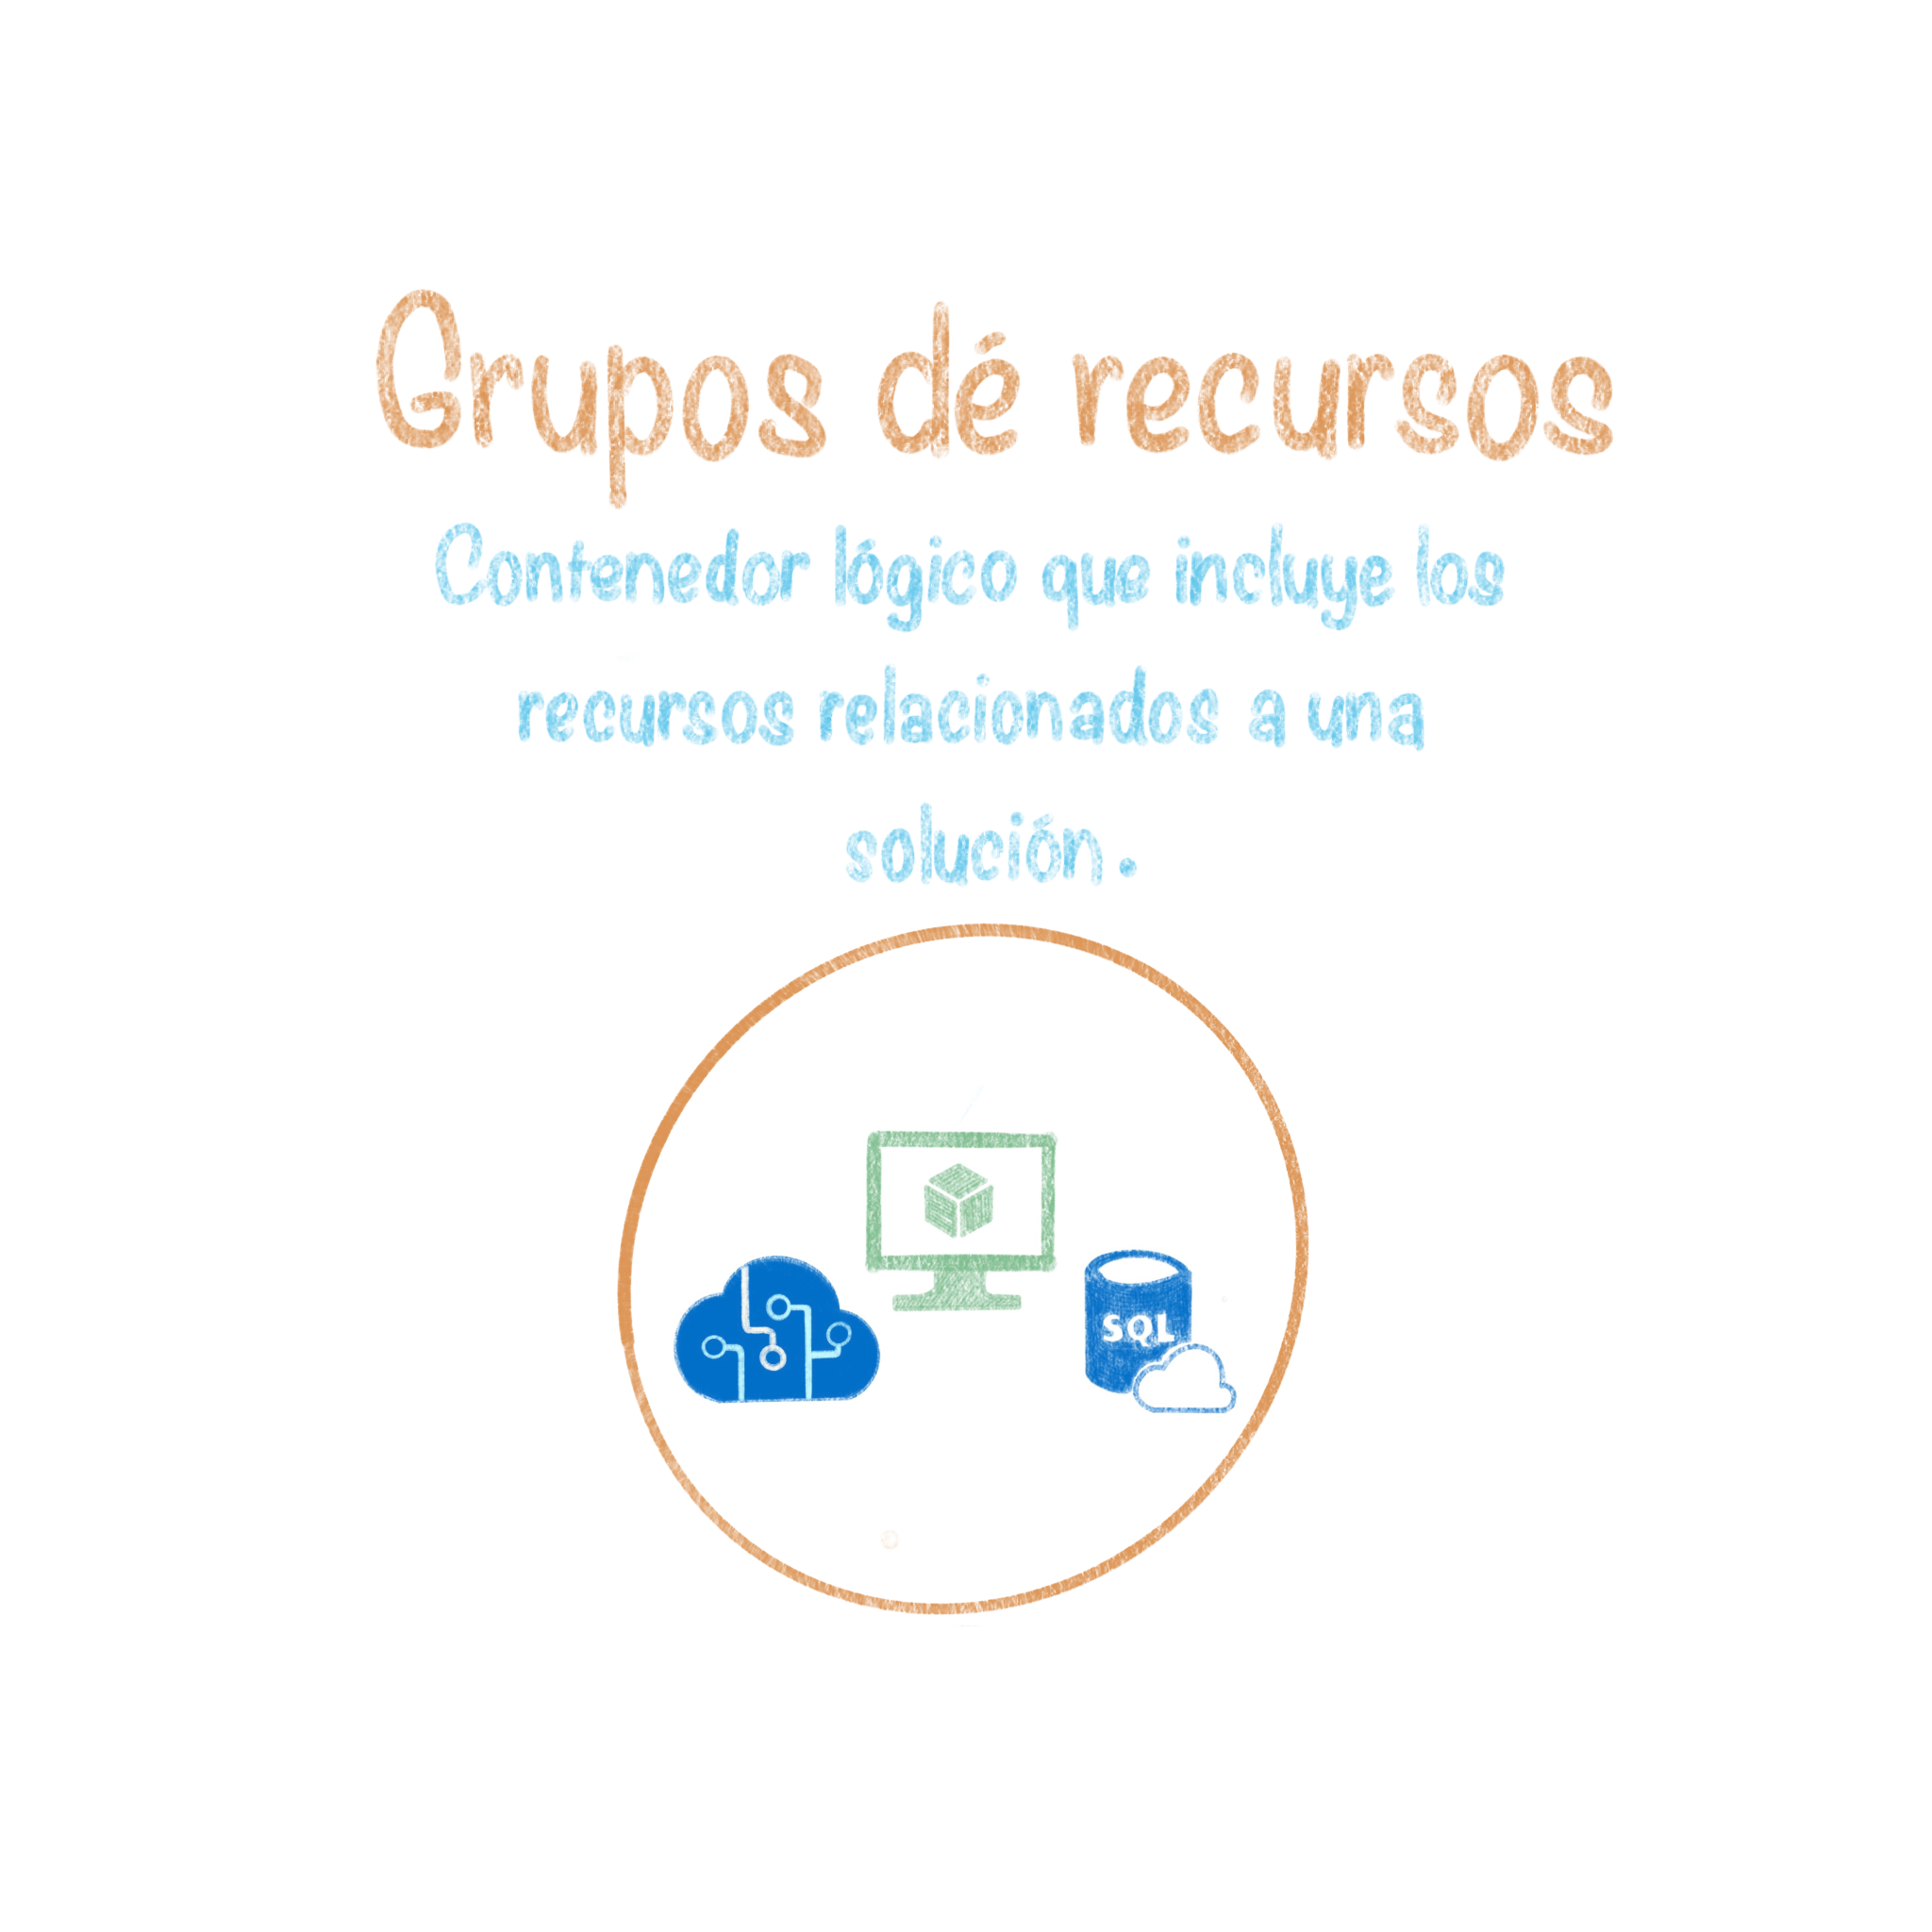 Grupos dé recursos
Contenedor lógico que incluye los
recursos relacionados a una
solución.
SQL